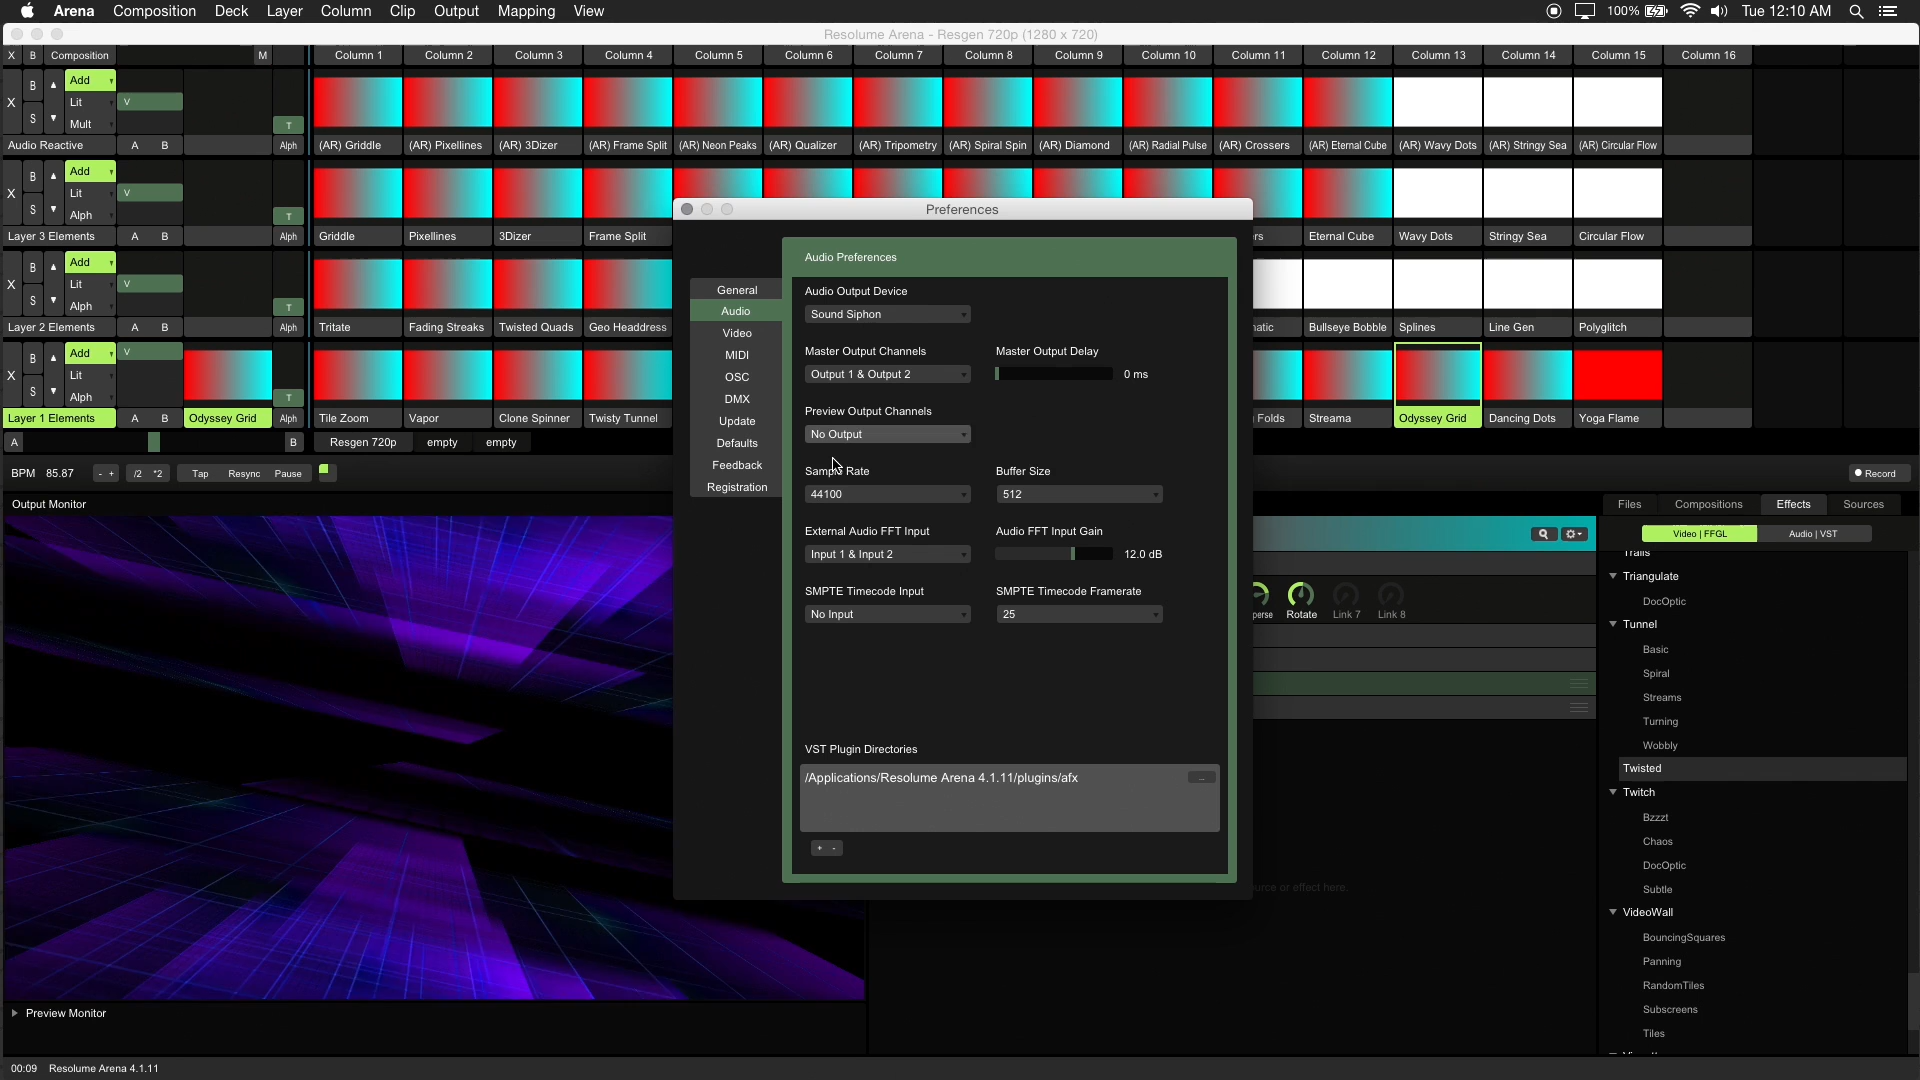 Arena Composition Deck Layer Column Clip Output Mapping View 100% Tue 12:10 AM
Resolume Arena - Resgen 720p (1280 x 720)
X B Composition M Column 1 Column 2 Column 3 Column 4 Column 5 Column 6 Column 7 Column 8 Column 9 Column 10 Column 11 Column 12 Column 13 Column 14 Column 15 Column 16
X B S Add Lit Mult V T
Audio Reactive A B Alph (AR) Griddle (AR) Pixellines (AR) 3Dizer (AR) Frame Split (AR) Neon Peaks (AR) Qualizer (AR) Tripometry (AR) Spiral Spin (AR) Diamond (AR) Radial Pulse (AR) Crossers (AR) Eternal Cube (AR) Wavy Dots (AR) Stringy Sea (AR) Circular Flow
X B S Add Lit Alph V T
Layer 3 Elements A B Alph Griddle Pixellines 3Dizer Frame Split rs Eternal Cube Wavy Dots Stringy Sea Circular Flow
X B S Add Lit Alph V T
Layer 2 Elements A B Alph Tritate Fading Streaks Twisted Quads Geo Headdress atic Bullseye Bobble Splines Line Gen Polyglitch
X B S Add Lit Alph V T
Layer 1 Elements A B Odyssey Grid Alph Tile Zoom Vapor Clone Spinner Twisty Tunnel Folds Streama Odyssey Grid Dancing Dots Yoga Flame
A B Resgen 720p empty empty
BPM 85.87 - + /2 *2 Tap Resync Pause Record
Preferences
General
Audio
Video
MIDI
OSC
DMX
Update
Defaults
Feedback
Registration
Audio Preferences
Audio Output Device
Sound Siphon
Master Output Channels Master Output Delay
Output 1 & Output 2 0 ms
Preview Output Channels
No Output
Sample Rate Buffer Size
44100 512
External Audio FFT Input Audio FFT Input Gain
Input 1 & Input 2 12.0 dB
SMPTE Timecode Input SMPTE Timecode Framerate
No Input 25
VST Plugin Directories
/Applications/Resolume Arena 4.1.11/plugins/afx ...
+ -
Output Monitor
perse Rotate Link 7 Link 8
urce or effect here.
Files Compositions Effects Sources
Video | FFGL Audio | VST
Trails
Triangulate
DocOptic
Tunnel
Basic
Spiral
Streams
Turning
Wobbly
Twisted
Twitch
Bzzzt
Chaos
DocOptic
Subtle
VideoWall
BouncingSquares
Panning
RandomTiles
Subscreens
Tiles
Preview Monitor
00:09 Resolume Arena 4.1.11